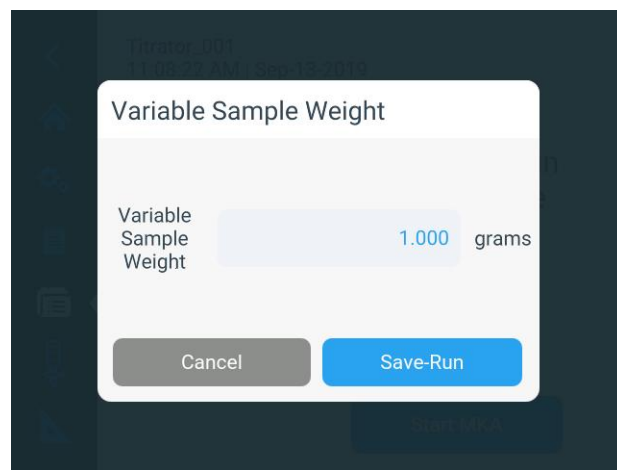 Titrator_001
11:08:22 AM | Sep-13-2019
Variable Sample Weight
Variable
Sample
Weight
1.000 grams
Cancel Save-Run
Start MKA